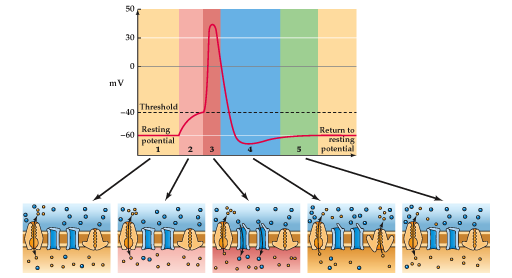 50
30
0
mV
Threshold
−40
Resting
potential
−60
Return to
resting
potential
1 2 3 4 5